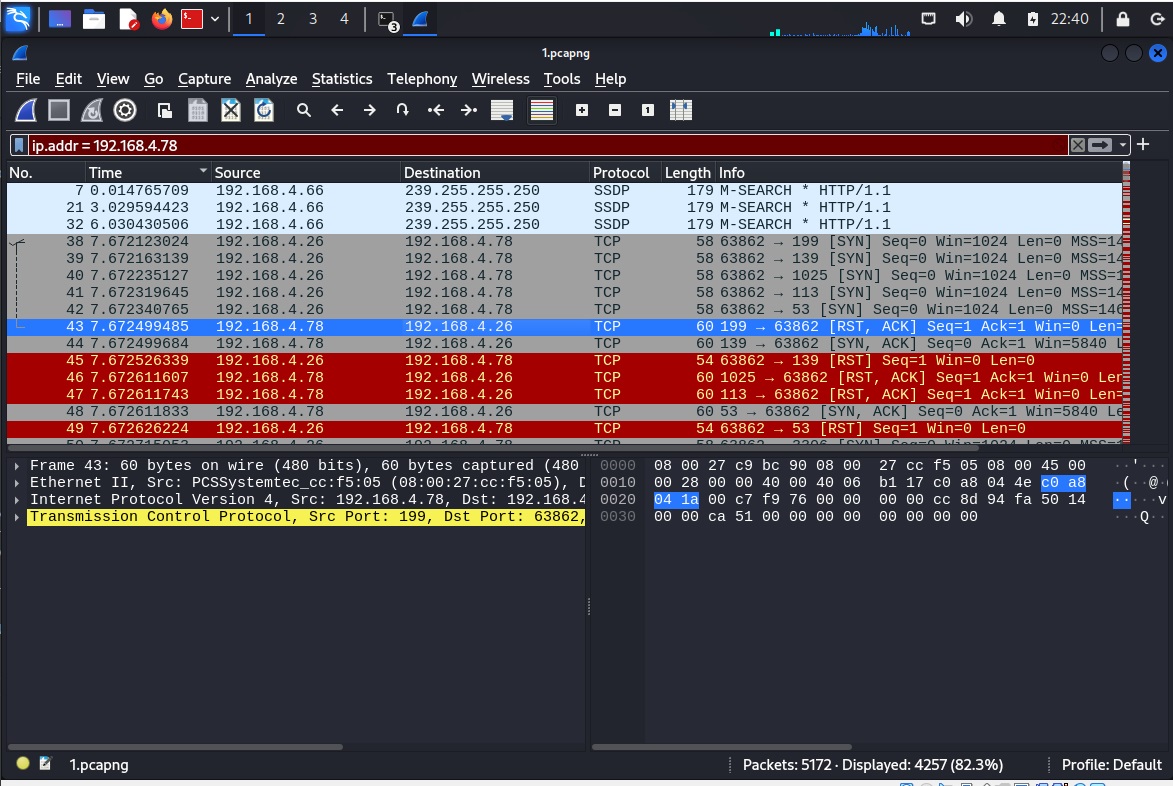 1 2 3 4 3 22:40
1.pcapng
File Edit View Go Capture Analyze Statistics Telephony Wireless Tools Help
ip.addr = 192.168.4.78
No. Time Source Destination Protocol Length Info
7 0.014765709 192.168.4.66 239.255.255.250 SSDP 179 M-SEARCH * HTTP/1.1
21 3.029594423 192.168.4.66 239.255.255.250 SSDP 179 M-SEARCH * HTTP/1.1
32 6.030430506 192.168.4.66 239.255.255.250 SSDP 179 M-SEARCH * HTTP/1.1
38 7.672123024 192.168.4.26 192.168.4.78 TCP 58 63862 → 199 [SYN] Seq=0 Win=1024 Len=0 MSS=14
39 7.672163139 192.168.4.26 192.168.4.78 TCP 58 63862 → 139 [SYN] Seq=0 Win=1024 Len=0 MSS=14
40 7.672235127 192.168.4.26 192.168.4.78 TCP 58 63862 → 1025 [SYN] Seq=0 Win=1024 Len=0 MSS=1
41 7.672319645 192.168.4.26 192.168.4.78 TCP 58 63862 → 113 [SYN] Seq=0 Win=1024 Len=0 MSS=14
42 7.672340765 192.168.4.26 192.168.4.78 TCP 58 63862 → 53 [SYN] Seq=0 Win=1024 Len=0 MSS=146
43 7.672499485 192.168.4.78 192.168.4.26 TCP 60 199 → 63862 [RST, ACK] Seq=1 Ack=1 Win=0 Len=
44 7.672499684 192.168.4.78 192.168.4.26 TCP 60 139 → 63862 [SYN, ACK] Seq=0 Ack=1 Win=5840 L
45 7.672526339 192.168.4.26 192.168.4.78 TCP 54 63862 → 139 [RST] Seq=1 Win=0 Len=0
46 7.672611607 192.168.4.78 192.168.4.26 TCP 60 1025 → 63862 [RST, ACK] Seq=1 Ack=1 Win=0 Ler
47 7.672611743 192.168.4.78 192.168.4.26 TCP 60 113 → 63862 [RST, ACK] Seq=1 Ack=1 Win=0 Len=
48 7.672611833 192.168.4.78 192.168.4.26 TCP 60 53 → 63862 [SYN, ACK] Seq=0 Ack=1 Win=5840 Le
49 7.672626224 192.168.4.26 192.168.4.78 TCP 54 63862 → 53 [RST] Seq=1 Win=0 Len=0
Frame 43: 60 bytes on wire (480 bits), 60 bytes captured (480
Ethernet II, Src: PCSSystemtec_cc:f5:05 (08:00:27:cc:f5:05), D
Internet Protocol Version 4, Src: 192.168.4.78, Dst: 192.168.4
Transmission Control Protocol, Src Port: 199, Dst Port: 63862,
0000 08 00 27 c9 bc 90 08 00 27 cc f5 05 08 00 45 00 ··'·····
0010 00 28 00 00 40 00 40 06 b1 17 c0 a8 04 4e c0 a8 ·(··@·
0020 04 1a 00 c7 f9 76 00 00 00 00 cc 8d 94 fa 50 14 ·····v
0030 00 00 ca 51 00 00 00 00 00 00 00 00 ···Q··
1.pcapng Packets: 5172 · Displayed: 4257 (82.3%) Profile: Default